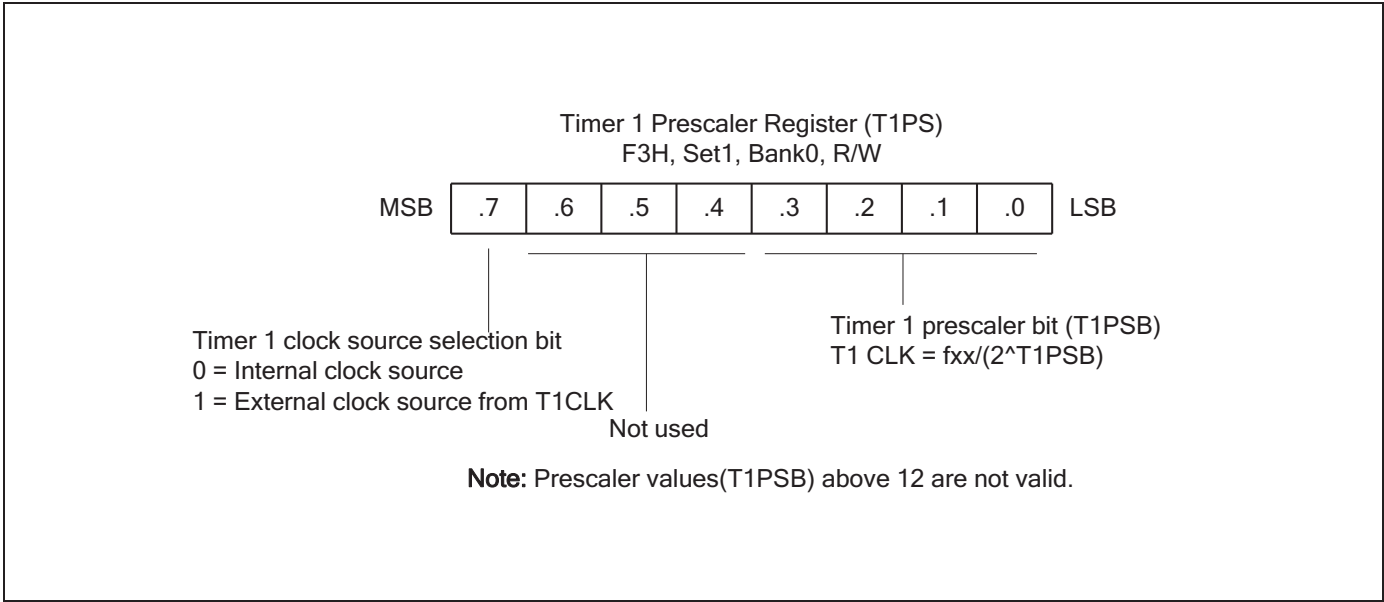 Timer 1 Prescaler Register (T1PS)
F3H, Set1, Bank0, R/W
MSB .7 .6 .5 .4 .3 .2 .1 .0 LSB
Timer 1 clock source selection bit
0 = Internal clock source
1 = External clock source from T1CLK
Timer 1 prescaler bit (T1PSB)
T1 CLK = fxx/(2^T1PSB)
Not used
Note: Prescaler values(T1PSB) above 12 are not valid.